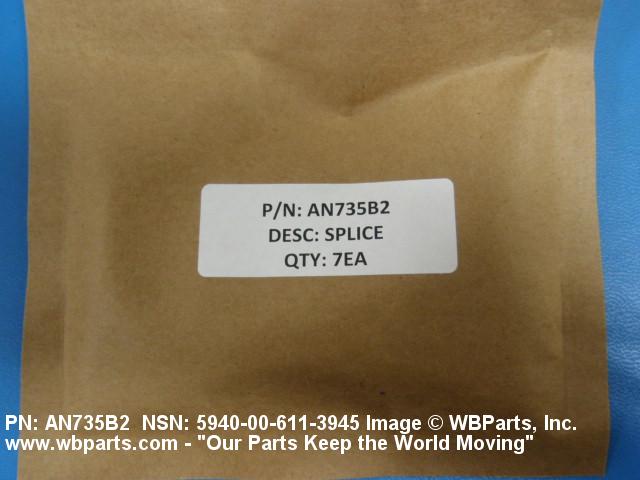 P/N: AN735B2
DESC: SPLICE
QTY: 7EA
PN: AN735B2 NSN: 5940-00-611-3945 Image © WBParts, Inc.
www.wbparts.com - "Our Parts Keep the World Moving"